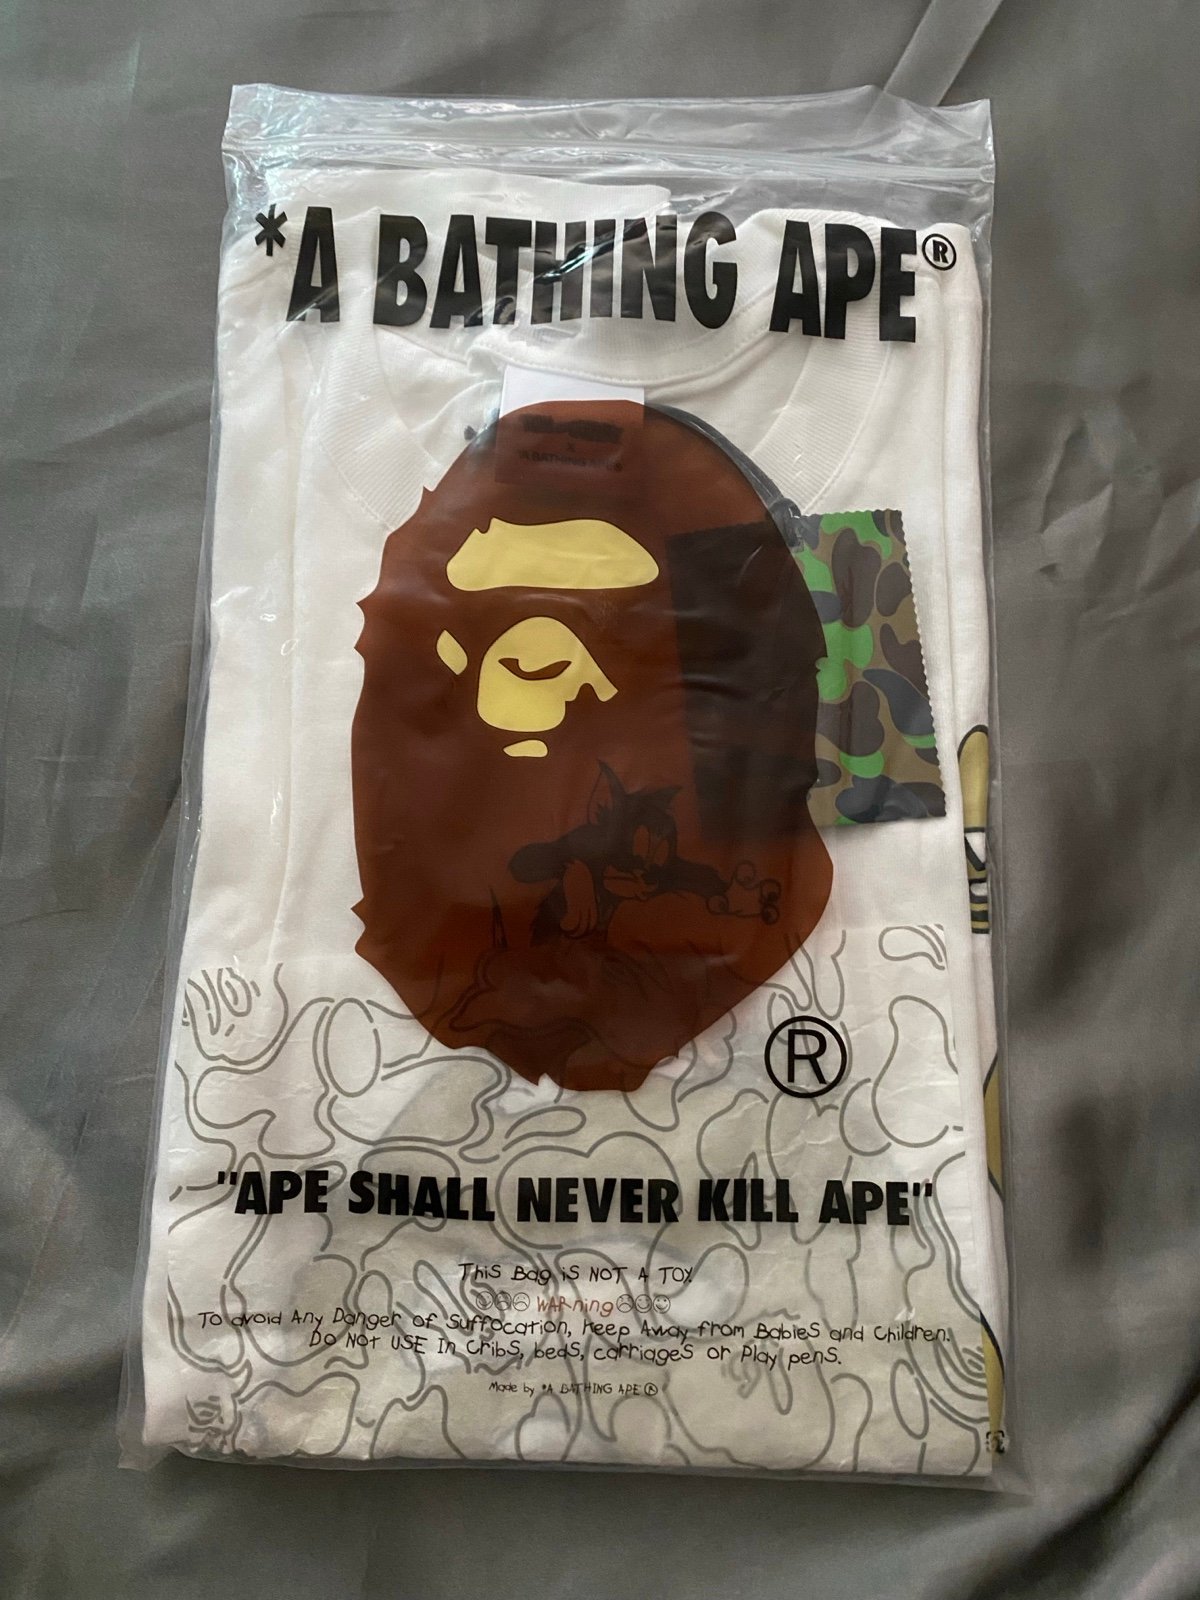 *A BATHING APE®
×
A BATHING APE®
®
"APE SHALL NEVER KILL APE"
THiS Bag iS NOT A TOY
WARning
To avoid Any Danger of Suffocation, Keep Away from BabieS and Children.
DO NOT USE In CribS, bedS, carriageS or Play penS.
Made by *A BATHING APE®